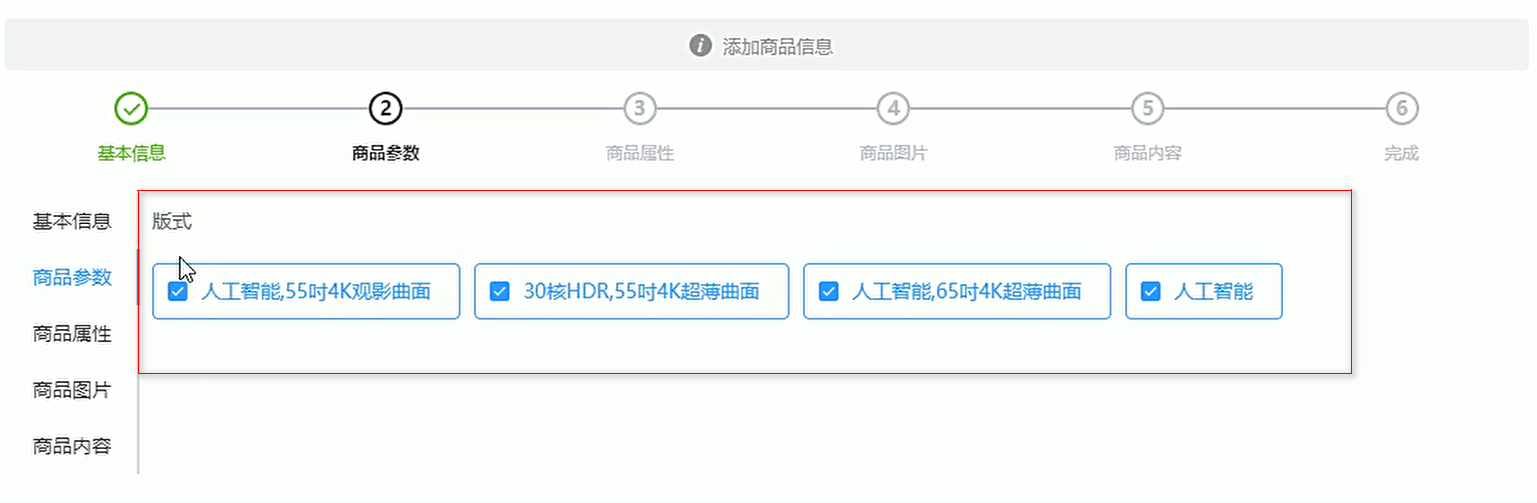 添加商品信息
2 3 4 5 6
基本信息 商品参数 商品属性 商品图片 商品内容 完成
基本信息
商品参数
商品属性
商品图片
商品内容
版式
人工智能,55吋4K观影曲面 30核HDR,55吋4K超薄曲面 人工智能,65吋4K超薄曲面 人工智能